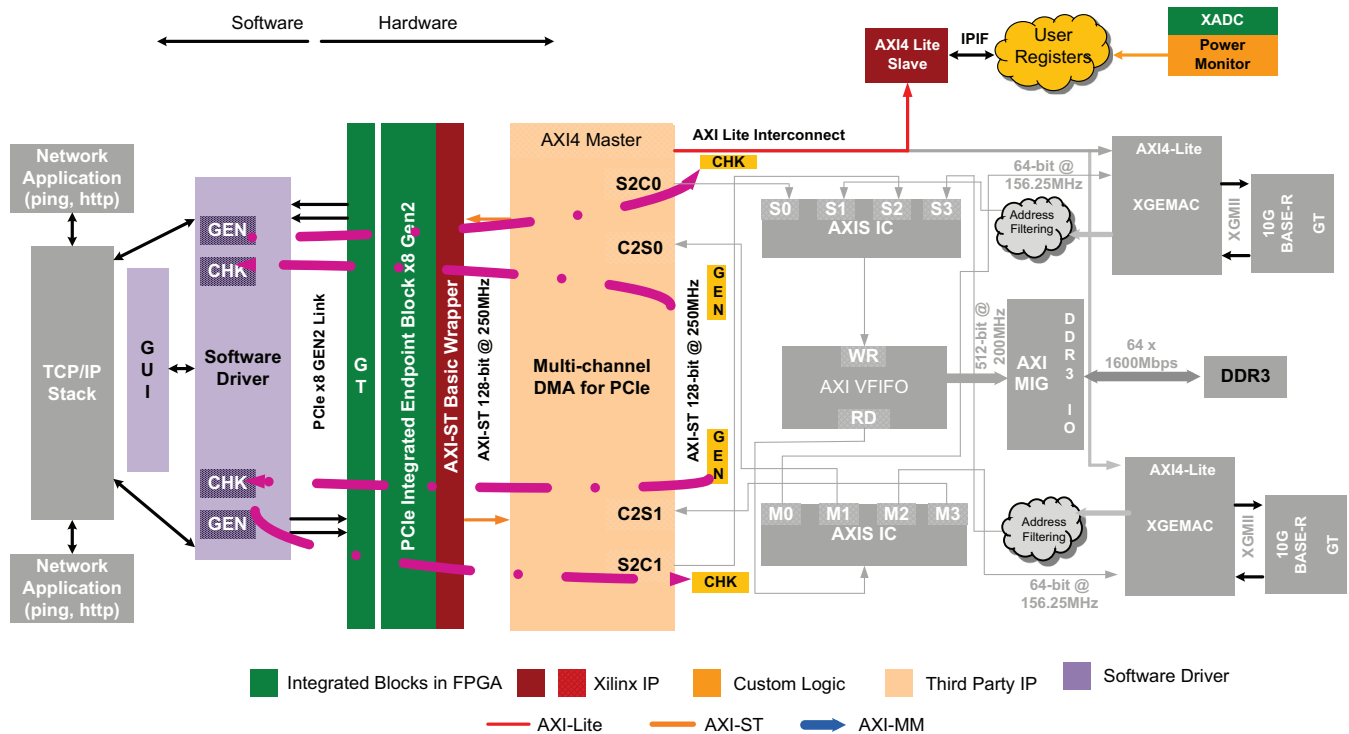 Software Hardware
XADC
Power
Monitor
AXI4 Lite
Slave
IPIF
User
Registers
AXI4 Master
AXI Lite Interconnect
CHK
S2C0
C2S0
GEN
Multi-channel
DMA for PCIe
GEN
C2S1
S2C1
CHK
Network
Application
(ping, http)
TCP/IP
Stack
Network
Application
(ping, http)
GUI
GEN
CHK
Software
Driver
CHK
GEN
PCIe x8 GEN2 Link
GT
PCIe Integrated Endpoint Block x8 Gen2
AXI-ST Basic Wrapper
AXI-ST 128-bit @ 250MHz
AXI-ST 128-bit @ 250MHz
S0 S1 S2 S3
AXIS IC
WR
AXI VFIFO
RD
M0 M1 M2 M3
AXIS IC
64-bit @
156.25MHz
Address
Filtering
512-bit @
200MHz
AXI
MIG
DDR3 IO
64 x
1600Mbps
DDR3
AXI4-Lite
XGEMAC
XGMII
10G
BASE-R
GT
Address
Filtering
64-bit @
156.25MHz
AXI4-Lite
XGEMAC
XGMII
10G
BASE-R
GT
Integrated Blocks in FPGA
Xilinx IP
Custom Logic
Third Party IP
Software Driver
AXI-Lite
AXI-ST
AXI-MM